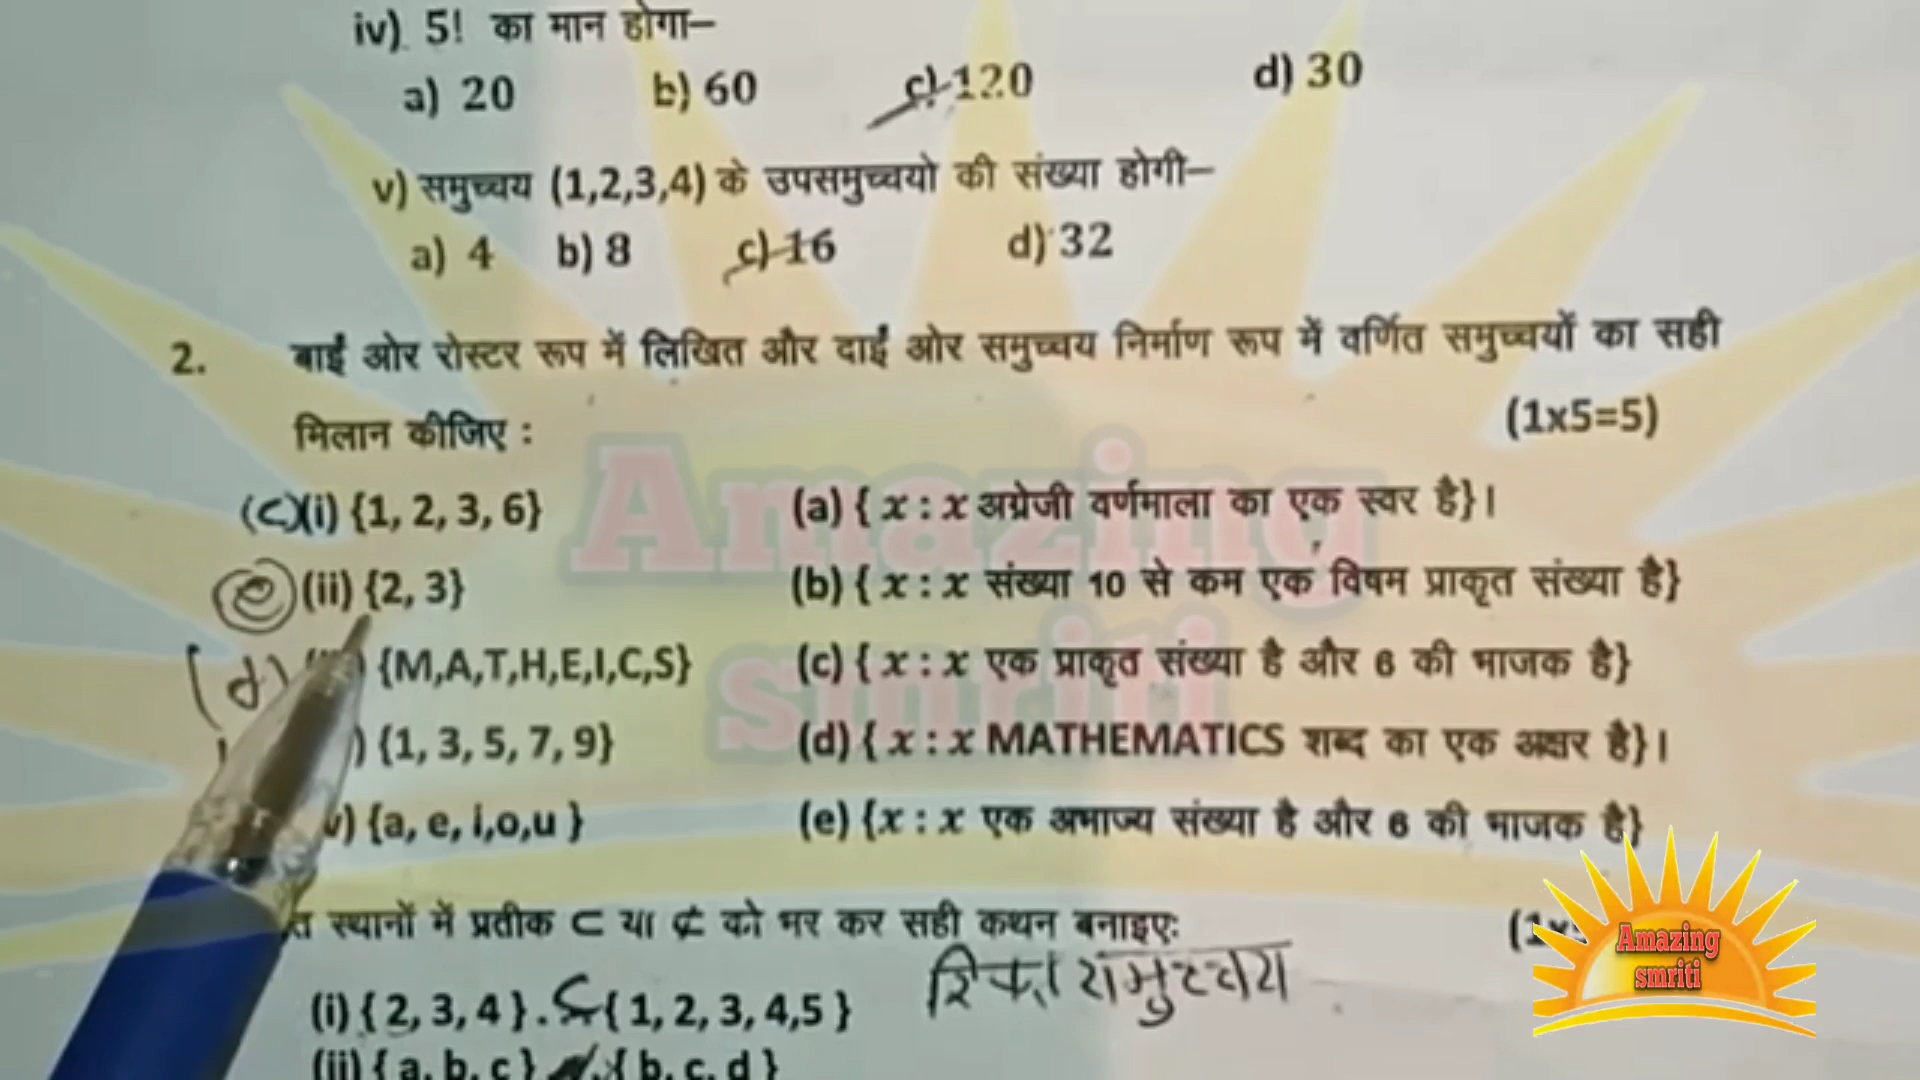 iv) 5! का मान होगा–
a) 20 b) 60 c) 120 d) 30
v) समुच्चय (1,2,3,4) के उपसमुच्चयो की संख्या होगी–
a) 4 b) 8 c) 16 d) 32
2. बाईं ओर रोस्टर रूप में लिखित और दाईं ओर समुच्चय निर्माण रूप में वर्णित समुच्चयों का सही
मिलान कीजिए : (1x5=5)
(c) (i) {1, 2, 3, 6} (a) { x : x अंग्रेजी वर्णमाला का एक स्वर है}।
(e) (ii) {2, 3} (b) { x : x संख्या 10 से कम एक विषम प्राकृत संख्या है}
(d) {M,A,T,H,E,I,C,S} (c) { x : x एक प्राकृत संख्या है और 6 की भाजक है}
) {1, 3, 5, 7, 9} (d) { x : x MATHEMATICS शब्द का एक अक्षर है}।
v) {a, e, i,o,u } (e) {x : x एक अभाज्य संख्या है और 6 की भाजक है}
त स्थानों में प्रतीक ⊂ या ⊄ को भर कर सही कथन बनाइएः (1x
रिक्त समुच्चय
(i) { 2, 3, 4 } . ⊂ { 1, 2, 3, 4,5 }
(ii) { a, b, c } { b, c, d }
Amazing
smriti
Amazing
smriti